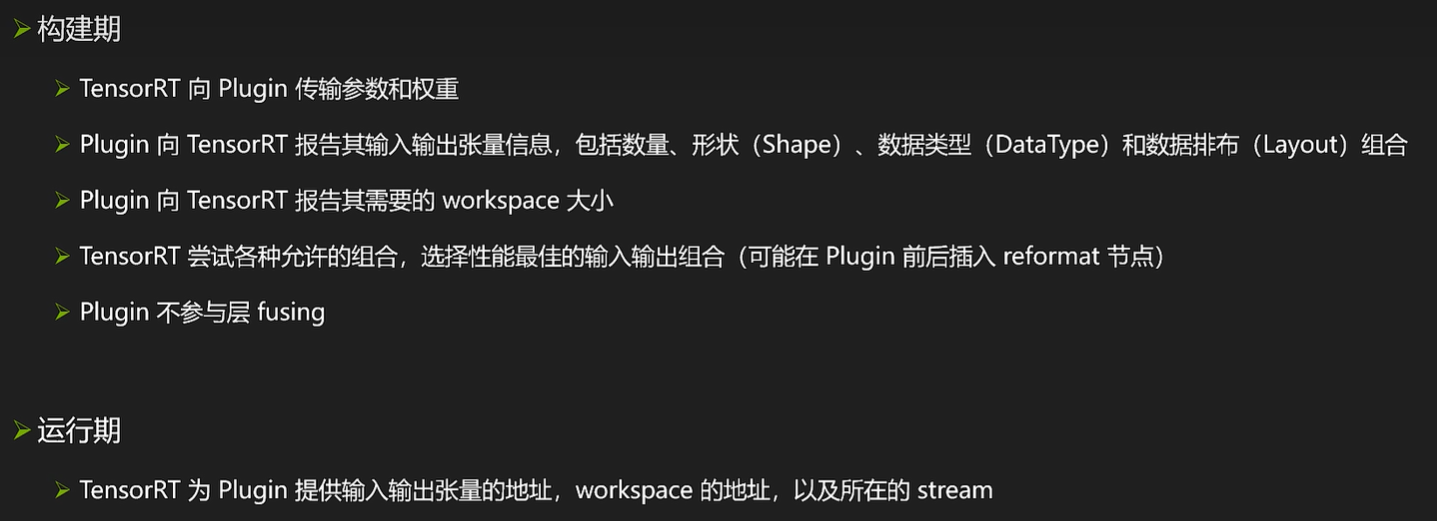 构建期
TensorRT 向 Plugin 传输参数和权重
Plugin 向 TensorRT 报告其输入输出张量信息，包括数量、形状（Shape）、数据类型（DataType）和数据排布（Layout）组合
Plugin 向 TensorRT 报告其需要的 workspace 大小
TensorRT 尝试各种允许的组合，选择性能最佳的输入输出组合（可能在 Plugin 前后插入 reformat 节点）
Plugin 不参与层 fusing
运行期
TensorRT 为 Plugin 提供输入输出张量的地址，workspace 的地址，以及所在的 stream